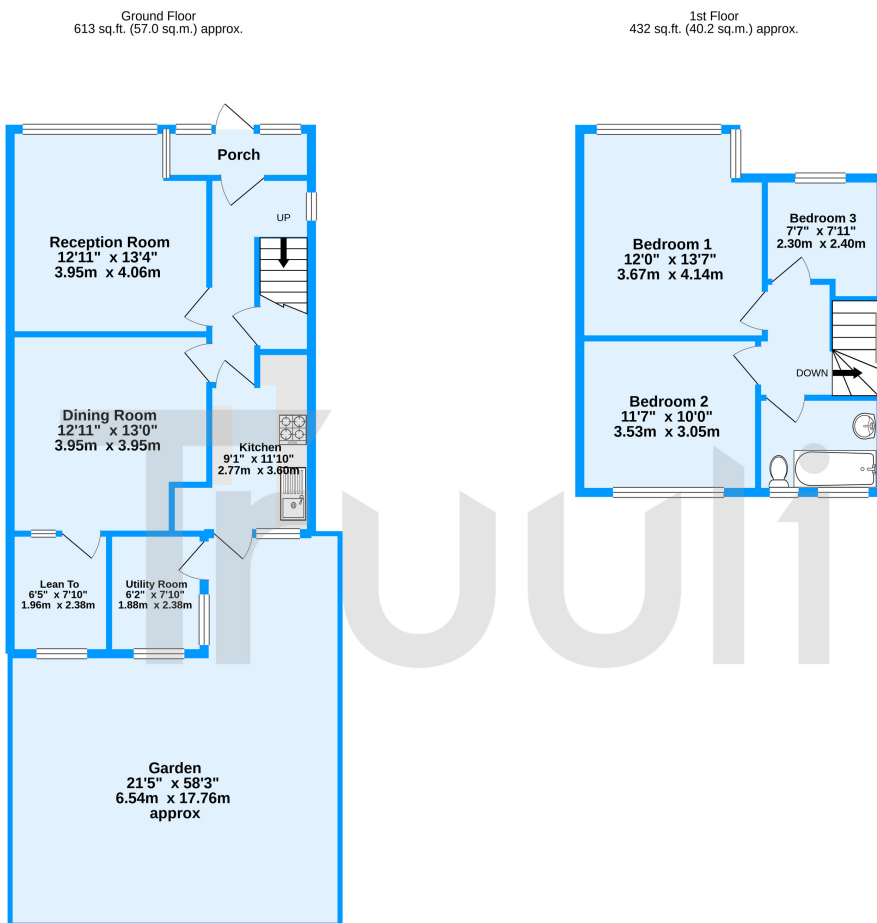 Ground Floor
613 sq.ft. (57.0 sq.m.) approx.
1st Floor
432 sq.ft. (40.2 sq.m.) approx.
Porch
UP
Reception Room
12'11" x 13'4"
3.95m x 4.06m
Dining Room
12'11" x 13'0"
3.95m x 3.95m
Kitchen
9'1" x 11'10"
2.77m x 3.60m
Lean To
6'5" x 7'10"
1.96m x 2.38m
Utility Room
6'2" x 7'10"
1.88m x 2.38m
Garden
21'5" x 58'3"
6.54m x 17.76m
approx
Bedroom 1
12'0" x 13'7"
3.67m x 4.14m
Bedroom 3
7'7" x 7'11"
2.30m x 2.40m
DOWN
Bedroom 2
11'7" x 10'0"
3.53m x 3.05m
Truuli